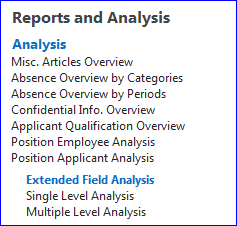 Reports and Analysis
Analysis
Misc. Articles Overview
Absence Overview by Categories
Absence Overview by Periods
Confidential Info. Overview
Applicant Qualification Overview
Position Employee Analysis
Position Applicant Analysis
Extended Field Analysis
Single Level Analysis
Multiple Level Analysis